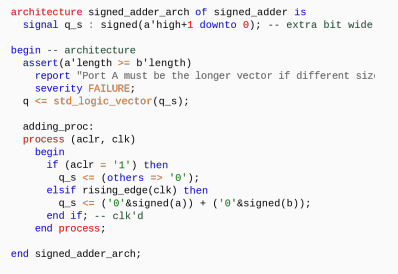 architecture signed_adder_arch of signed_adder is
  signal q_s : signed(a'high+1 downto 0); -- extra bit wide

begin -- architecture
  assert(a'length >= b'length)
    report "Port A must be the longer vector if different
    severity FAILURE;
  q <= std_logic_vector(q_s);

  adding_proc:
  process (aclr, clk)
    begin
      if (aclr = '1') then
        q_s <= (others => '0');
      elsif rising_edge(clk) then
        q_s <= ('0'&signed(a)) + ('0'&signed(b));
      end if; -- clk'd
    end process;

end signed_adder_arch;